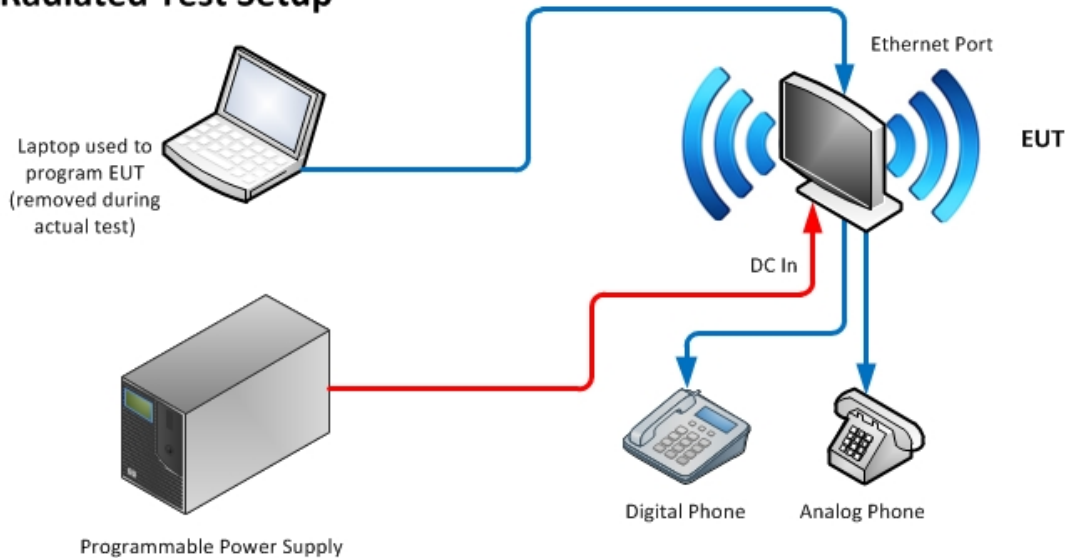 Radiated Test Setup
Ethernet Port
EUT
Laptop used to
program EUT
(removed during
actual test)
DC In
Digital Phone
Analog Phone
Programmable Power Supply